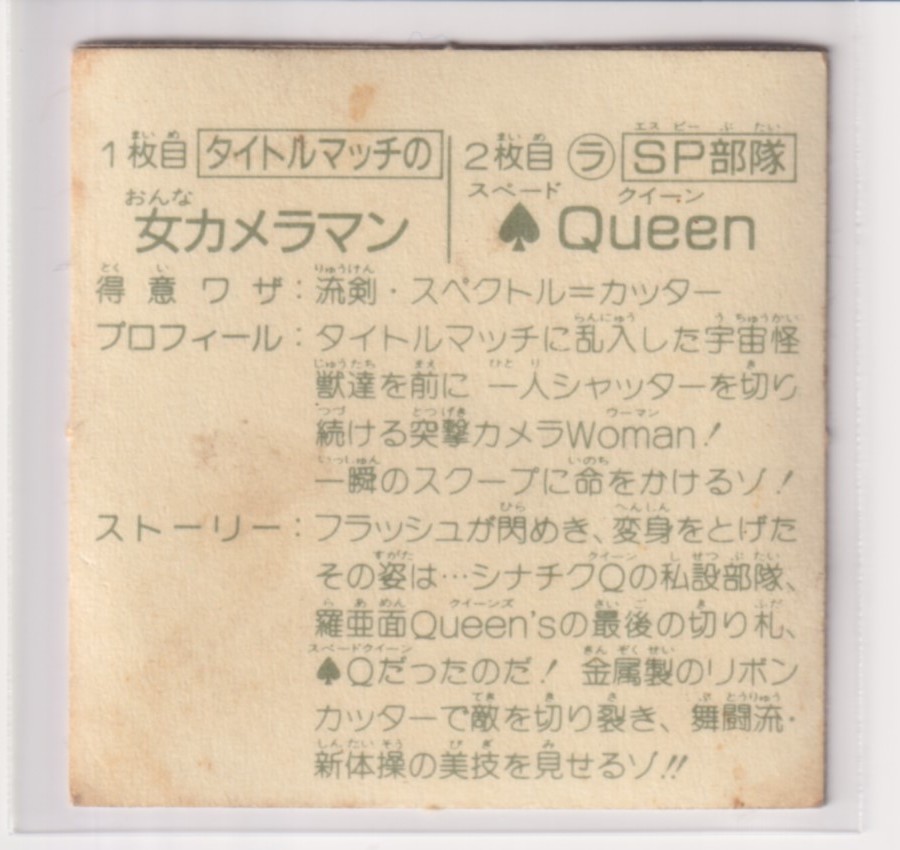 1枚目 タイトルマッチの
女カメラマン
2枚目 ラ SP部隊
♠Queen
得意ワザ：流剣・スペクトル＝カッター
プロフィール：タイトルマッチに乱入した宇宙怪
獣達を前に 一人シャッターを切り
続ける突撃カメラWoman！
一瞬のスクープに命をかけるゾ！
ストーリー：フラッシュが閃めき、変身をとげた
その姿は…シナチクQの私設部隊、
羅亜面Queen'sの最後の切り札、
♠Qだったのだ！ 金属製のリボン
カッターで敵を切り裂き、舞闘流・
新体操の美技を見せるゾ!!